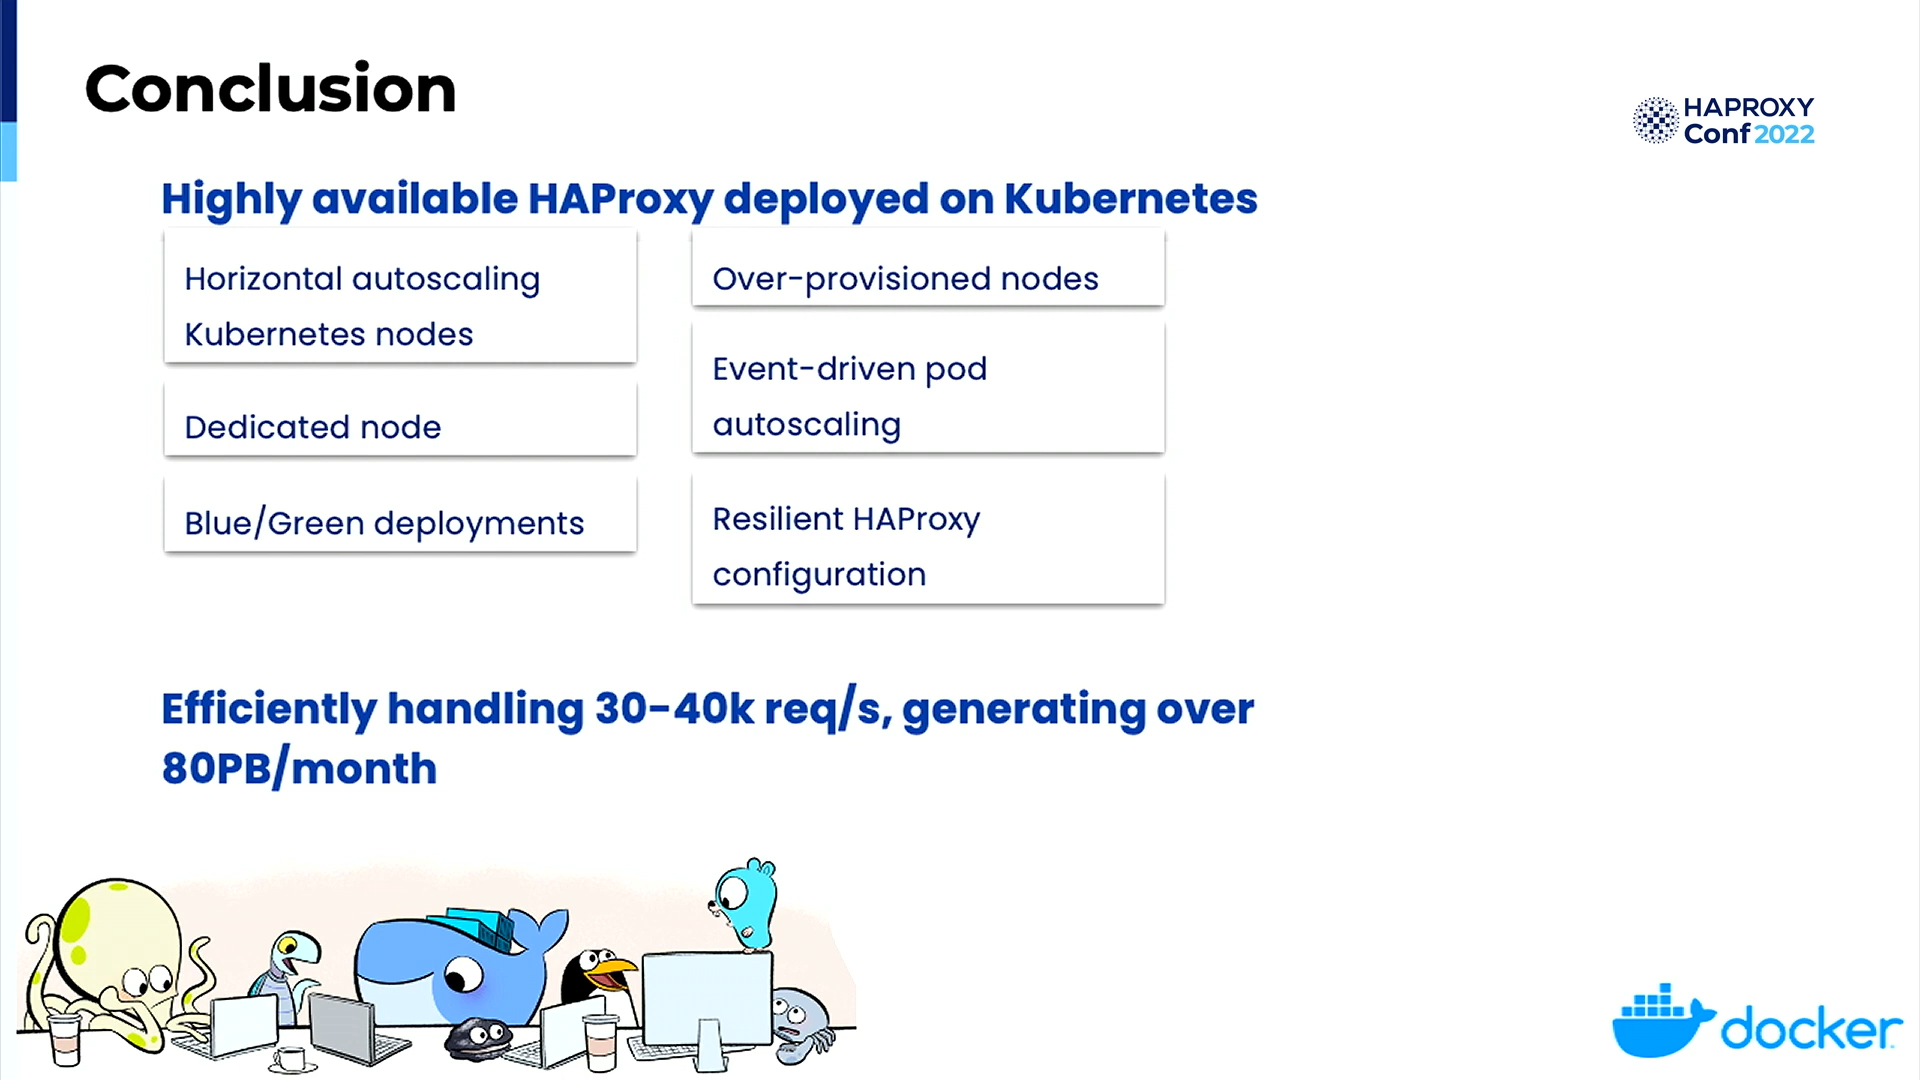 Conclusion
HAPROXY
Conf 2022
Highly available HAProxy deployed on Kubernetes
Horizontal autoscaling
Kubernetes nodes
Dedicated node
Blue/Green deployments
Over-provisioned nodes
Event-driven pod
autoscaling
Resilient HAProxy
configuration
Efficiently handling 30-40k req/s, generating over
80PB/month
docker